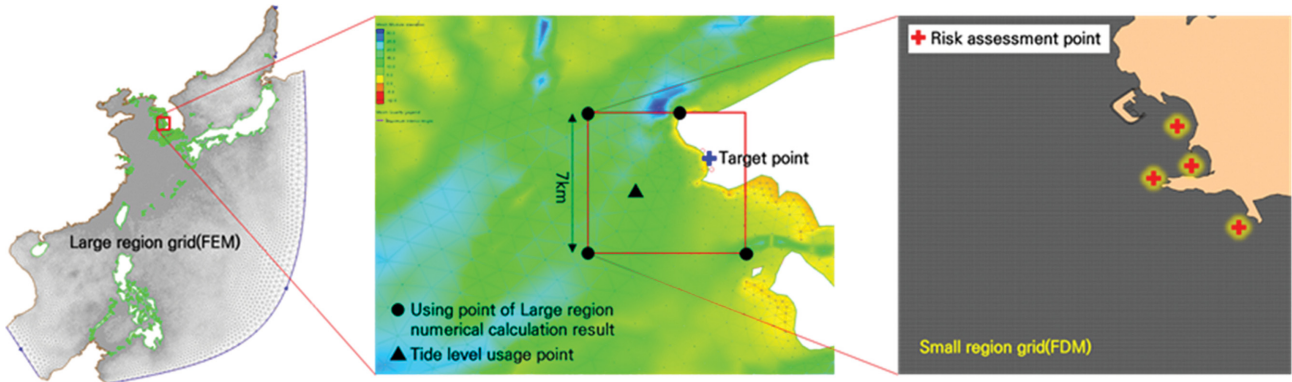 Large region grid(FEM)
Target point
7km
Using point of Large region
numerical calculation result
Tide level usage point
Risk assessment point
Small region grid(FDM)